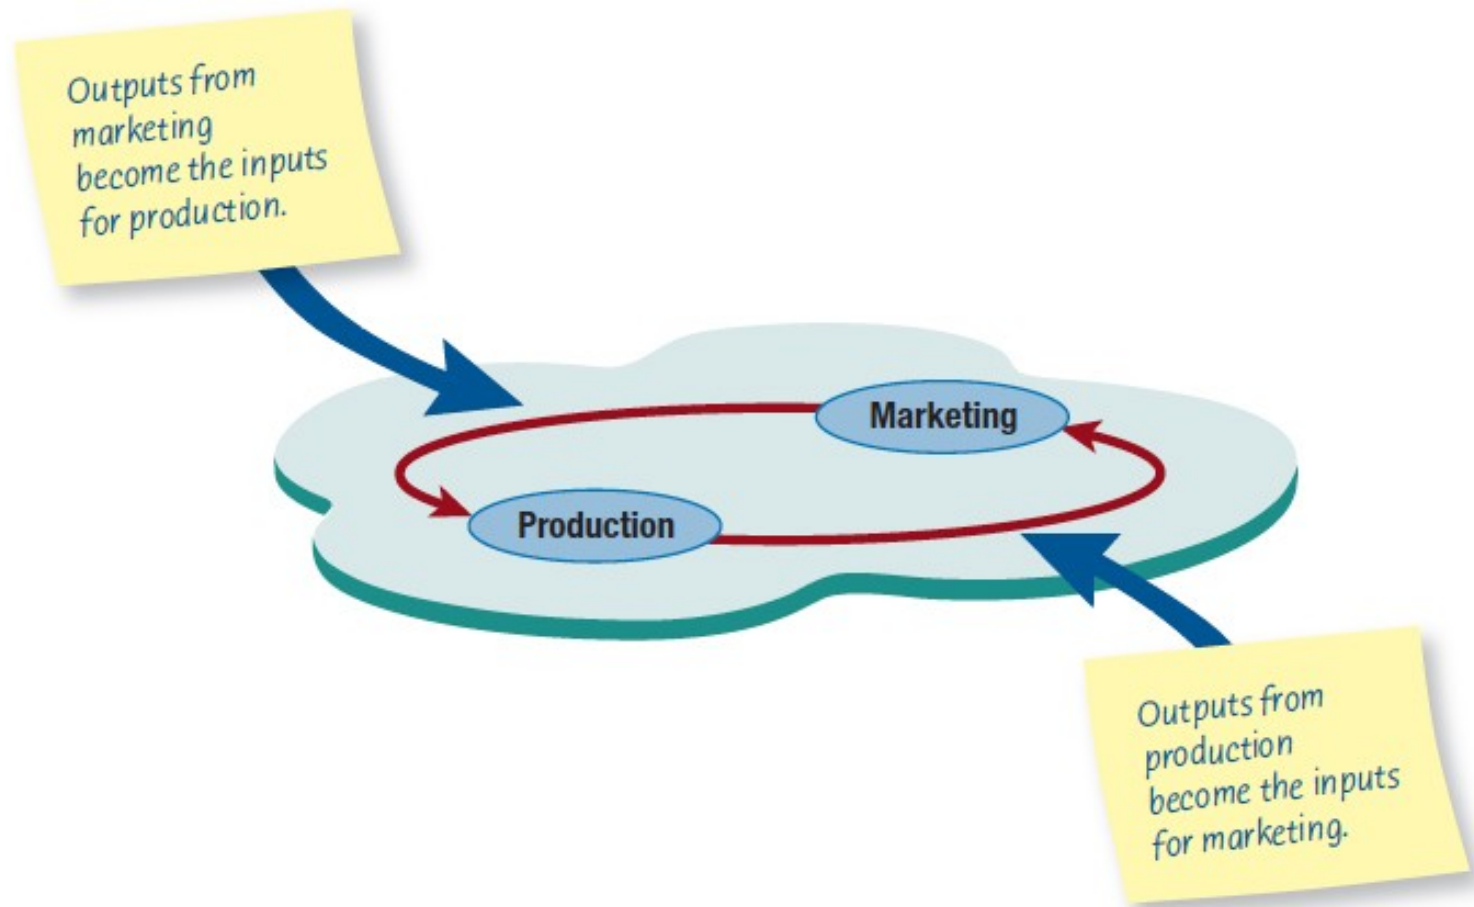 Outputs from
marketing
become the inputs
for production.
Marketing
Production
Outputs from
production
become the inputs
for marketing.